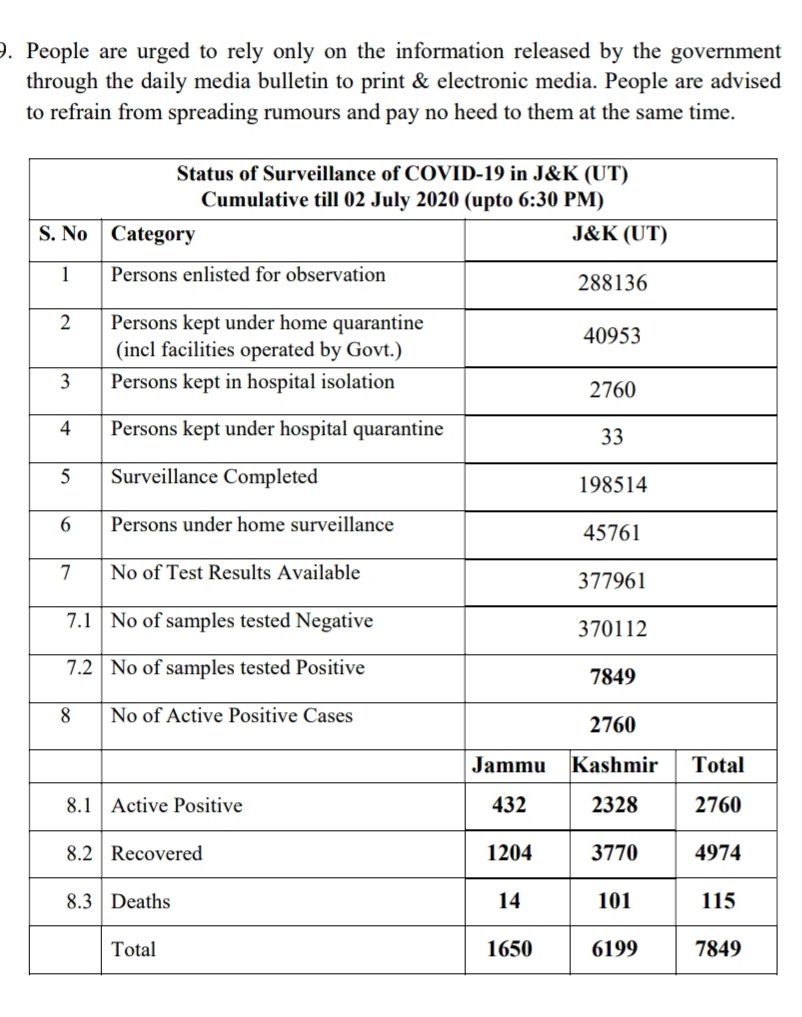 9. People are urged to rely only on the information released by the government
through the daily media bulletin to print & electronic media. People are advised
to refrain from spreading rumours and pay no heed to them at the same time.
Status of Surveillance of COVID-19 in J&K (UT)
Cumulative till 02 July 2020 (upto 6:30 PM)
S. No Category J&K (UT)
1 Persons enlisted for observation 288136
2 Persons kept under home quarantine
(incl facilities operated by Govt.) 40953
3 Persons kept in hospital isolation 2760
4 Persons kept under hospital quarantine 33
5 Surveillance Completed 198514
6 Persons under home surveillance 45761
7 No of Test Results Available 377961
7.1 No of samples tested Negative 370112
7.2 No of samples tested Positive 7849
8 No of Active Positive Cases 2760
Jammu Kashmir Total
8.1 Active Positive 432 2328 2760
8.2 Recovered 1204 3770 4974
8.3 Deaths 14 101 115
Total 1650 6199 7849